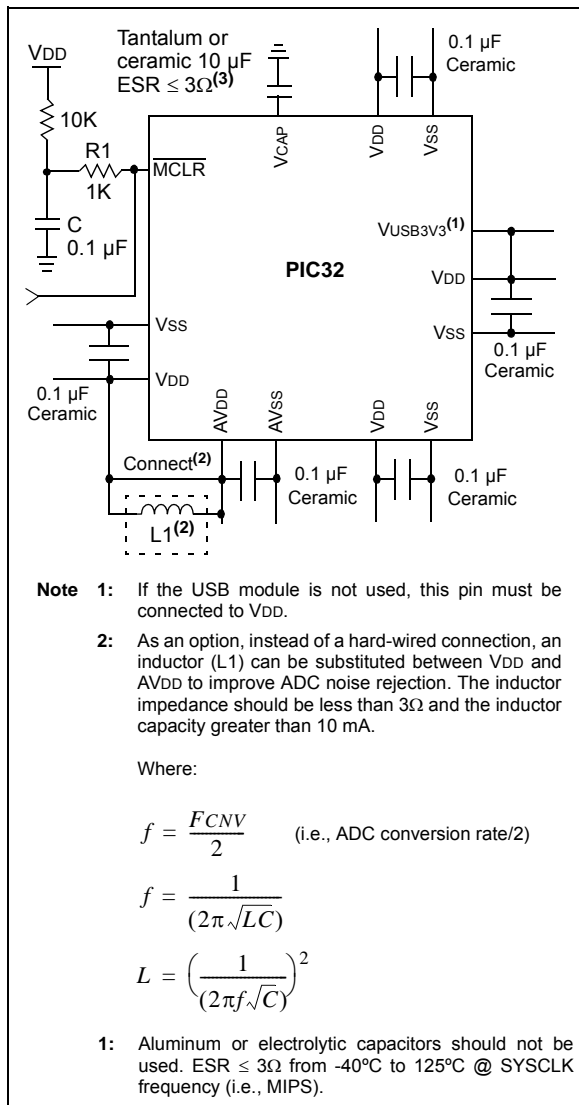 VDD
Tantalum or
ceramic 10 µF
ESR ≤ 3Ω(3)
0.1 µF
Ceramic
10K
R1
1K
MCLR
VCAP
VDD
VSS
C
0.1 µF
VUSB3V3(1)
PIC32
VDD
VSS
VSS
0.1 µF
Ceramic
VDD
0.1 µF
Ceramic
AVDD
AVSS
VDD
VSS
Connect(2)
0.1 µF
Ceramic
0.1 µF
Ceramic
L1(2)
Note 1: If the USB module is not used, this pin must be
connected to VDD.
2: As an option, instead of a hard-wired connection, an
inductor (L1) can be substituted between VDD and
AVDD to improve ADC noise rejection. The inductor
impedance should be less than 3Ω and the inductor
capacity greater than 10 mA.
Where:
f = FCNV / 2 (i.e., ADC conversion rate/2)
f = 1 / (2π√LC)
L = (1 / (2πf√C))²
1: Aluminum or electrolytic capacitors should not be
used. ESR ≤ 3Ω from -40ºC to 125ºC @ SYSCLK
frequency (i.e., MIPS).